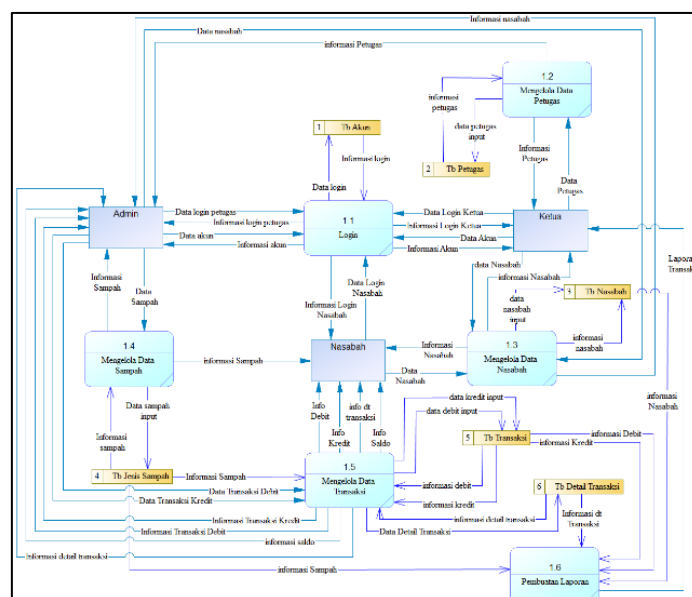 Informasi nasabah
Data nasabah
informasi Petugas
1.2
Mengelola Data
Petugas
informasi
petugas
data petugas
input
1 Tb Akun
2 Tb Petugas
Informasi login
Data login
Informasi
Petugas
Data
Petugas
Admin
Data login petugas
Informasi login petugas
Data akun
Informasi akun
1.1
Login
Data Login Ketua
Informasi Login Ketua
Data Akun
Informasi Akun
Ketua
Laporan
Transaksi
Informasi
Sampah
Data
Sampah
Informasi Login
Nasabah
Data Login
Nasabah
data Nasabah
informasi Nasabah
3 Tb Nasabah
data
nasabah
input
informasi
nasabah
1.4
Mengelola Data
Sampah
informasi Sampah
Nasabah
Informasi
Nasabah
Data
Nasabah
1.3
Mengelola Data
Nasabah
informasi
Nasabah
Data sampah
input
Informasi
sampah
Info
Debit
Info
Kredit
info dt
transaksi
Info
Saldo
data kredit input
data debit input
5 Tb Transaksi
informasi Debit
informasi Kredit
4 Tb Jesis Sampah
Informasi Sampah
1.5
Mengelola Data
Transaksi
informasi debit
informasi kredit
6 Tb Detail Transaksi
Data Transaksi Debit
Data Transaksi Kredit
Informasi Transaksi Kredit
Informasi Transaksi Debit
informasi saldo
Informasi detail transaksi
informasi detail transaksi
Data Detail Transaksi
Informasi dt
Transaksi
informasi Sampah
1.6
Pembuatan Laporan